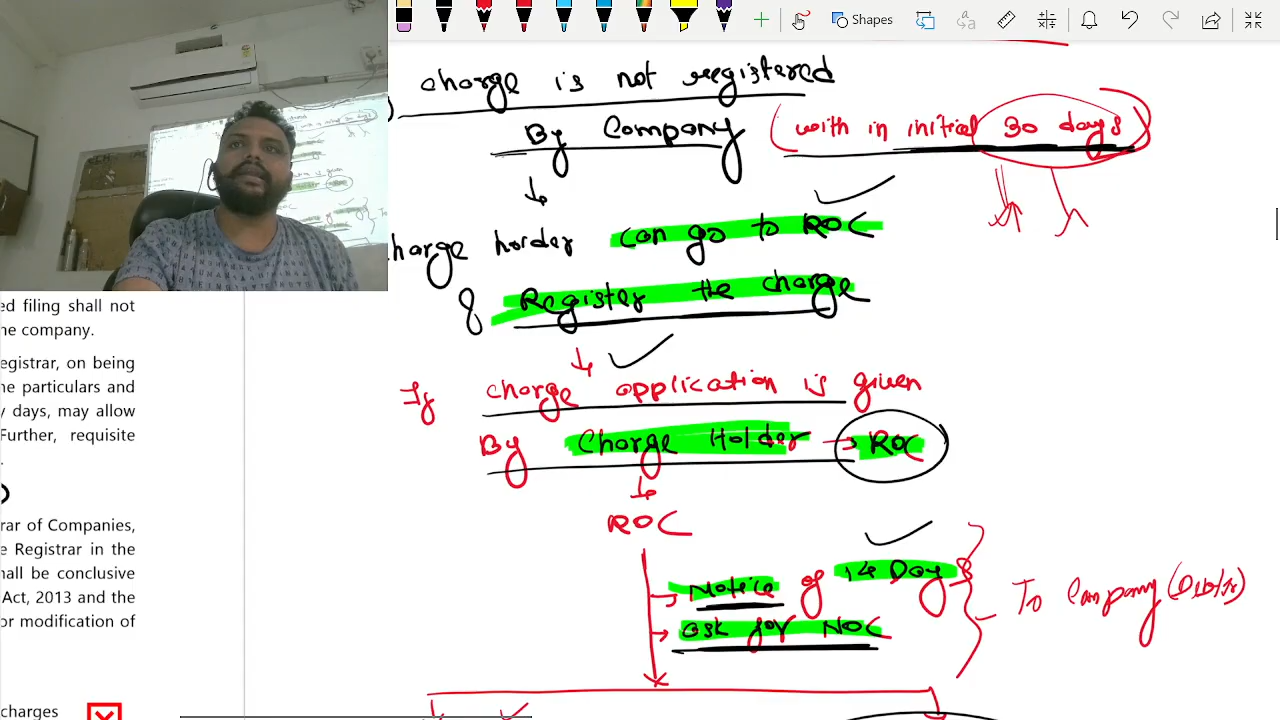 Shapes
charge is not registered
By Company (with in initial 30 days)
charge horder can go to ROC
& Register the charge
If charge application is given
By Charge Holder → ROC
ROC
→ Notice of 14 Days
→ ask for NOC
To Company
ed filing shall not
he company.
egistrar, on being
he particulars and
y days, may allow
Further, requisite
rar of Companies,
e Registrar in the
hall be conclusive
Act, 2013 and the
or modification of
charges